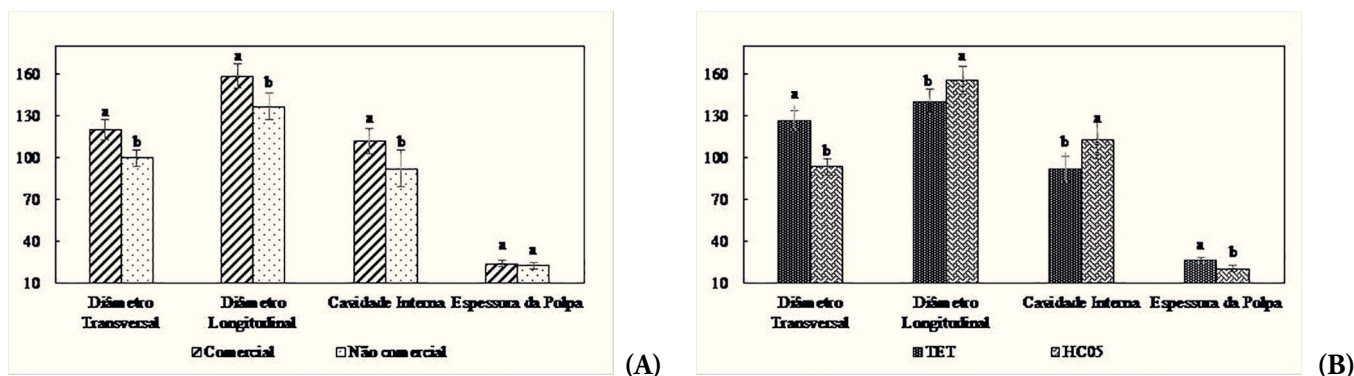 160
130
100
70
40
10
a
b
a
b
a
b
a
a
Diâmetro
Transversal
Diâmetro
Longitudinal
Cavidade Interna
Espessura da Polpa
Comercial
Não comercial
(A)
160
130
100
70
40
10
a
b
b
a
b
a
a
b
Diâmetro
Transversal
Diâmetro
Longitudinal
Cavidade Interna
Espessura da Polpa
TET
HC05
(B)